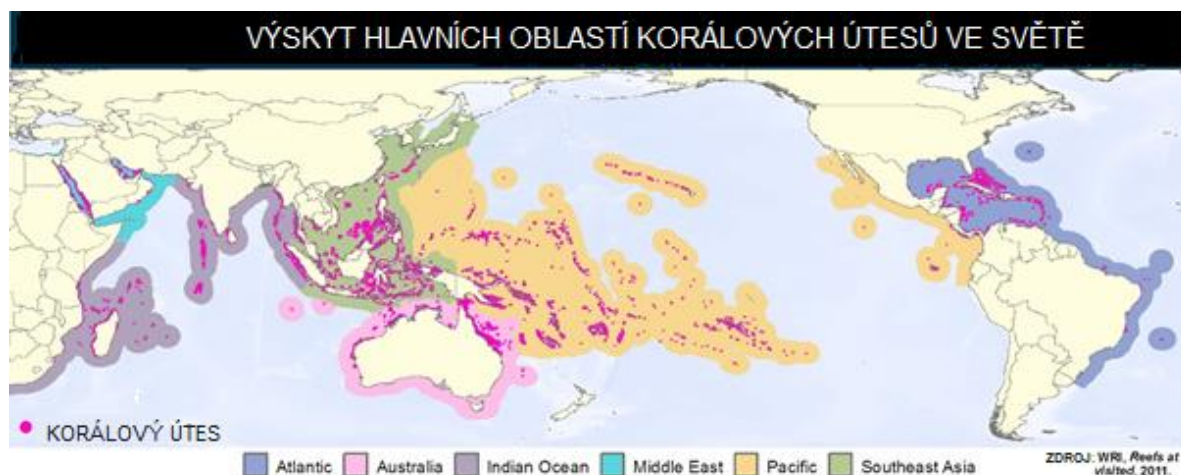 VÝSKYT HLAVNÍCH OBLASTÍ KORÁLOVÝCH ÚTESŮ VE SVĚTĚ
KORÁLOVÝ ÚTES
Atlantic Australia Indian Ocean Middle East Pacific Southeast Asia
ZDROJ: WRI, Reefs at
visited, 2011.